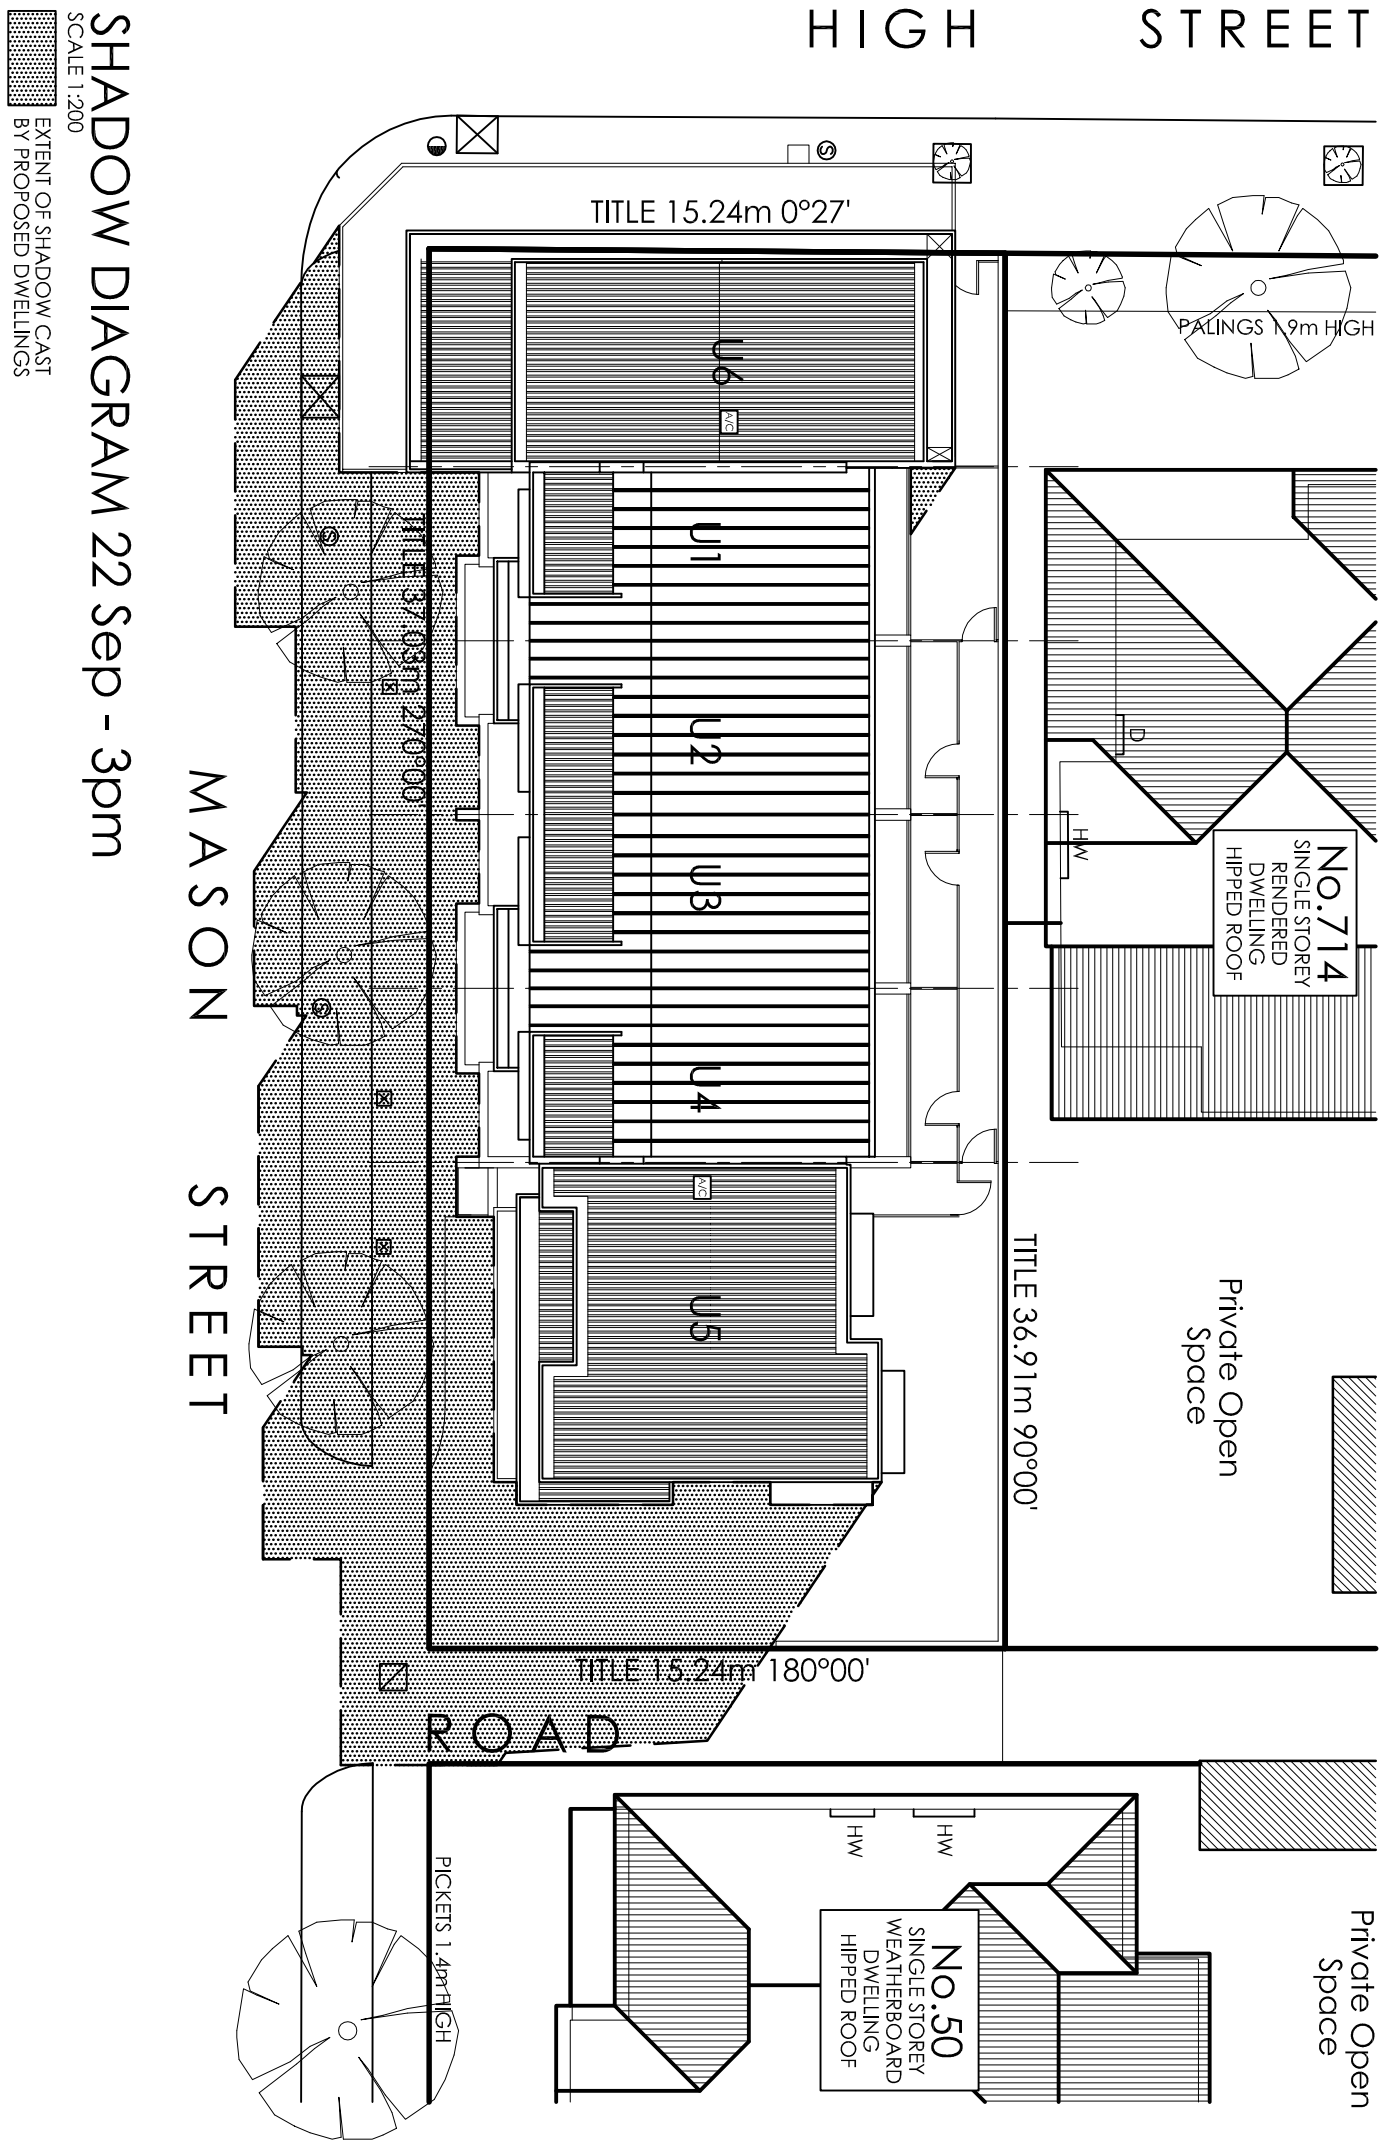 HIGH STREET
SHADOW DIAGRAM 22 Sep - 3pm
SCALE 1:200
EXTENT OF SHADOW CAST
BY PROPOSED DWELLINGS
TITLE 15.24m 0°27'
PALINGS 1.9m HIGH
S
U6
A/C
TITLE 37.03m 270°00'
S
U1
U2
U3
U4
A/C
U5
D
HW
No.714
SINGLE STOREY
RENDERED
DWELLING
HIPPED ROOF
MASON STREET
S
TITLE 36.91m 90°00'
Private Open
Space
TITLE 15.24m 180°00'
ROAD
PICKETS 1.4m HIGH
HW
HW
No.50
SINGLE STOREY
WEATHERBOARD
DWELLING
HIPPED ROOF
Private Open
Space